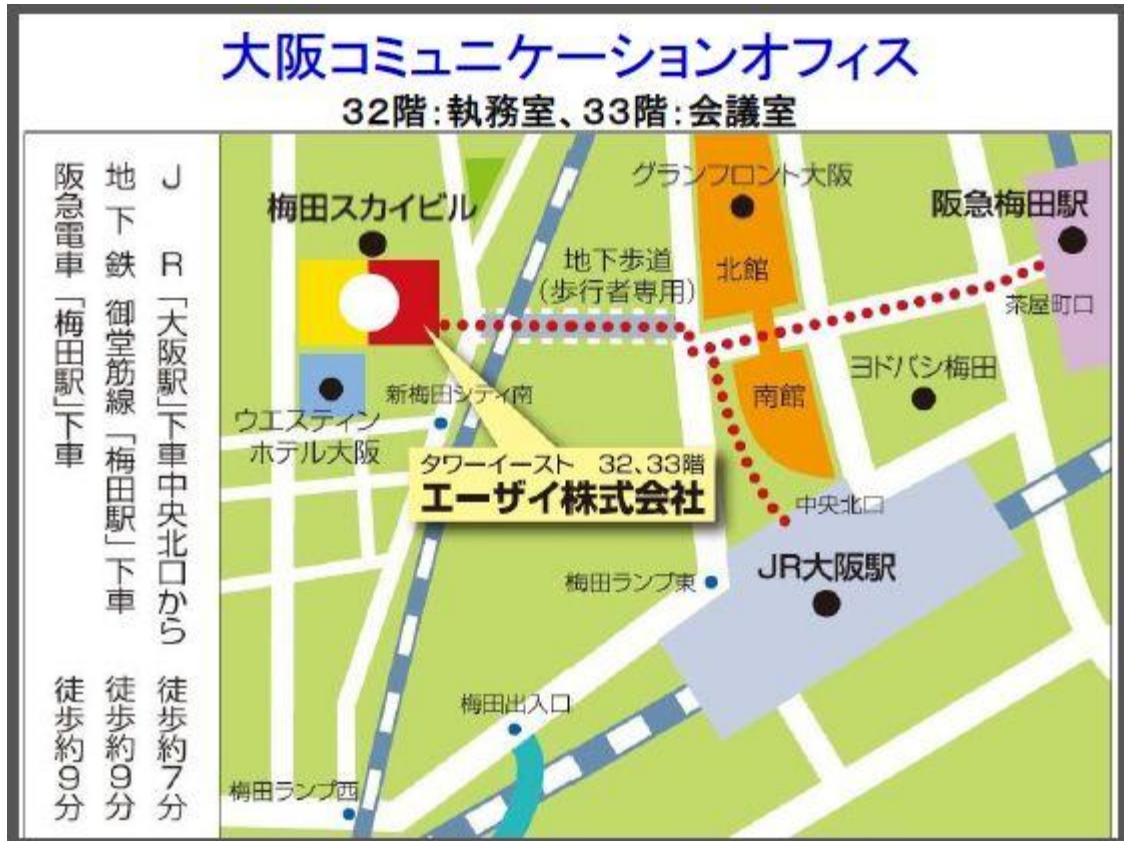 大阪コミュニケーションオフィス
32階:執務室、33階:会議室
JR「大阪駅」下車中央北口から 徒歩約7分
地下鉄 御堂筋線「梅田駅」下車 徒歩約9分
阪急電車「梅田駅」下車 徒歩約9分
梅田スカイビル
グランフロント大阪
阪急梅田駅
北館
地下歩道
(歩行者専用)
茶屋町口
ヨドバシ梅田
南館
新梅田シティ南
ウエスティン
ホテル大阪
タワーイースト 32、33階
エーザイ株式会社
中央北口
JR大阪駅
梅田ランプ東
梅田出入口
梅田ランプ西